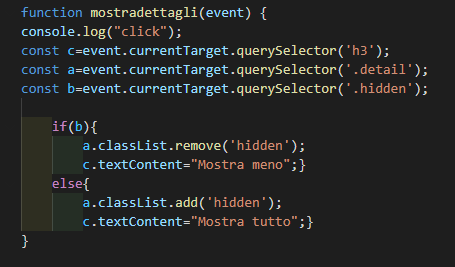 function mostradettagli(event) {
console.log("click");
const c=event.currentTarget.querySelector('h3');
const a=event.currentTarget.querySelector('.detail');
const b=event.currentTarget.querySelector('.hidden');
if(b){
a.classList.remove('hidden');
c.textContent="Mostra meno";}
else{
a.classList.add('hidden');
c.textContent="Mostra tutto";}
}